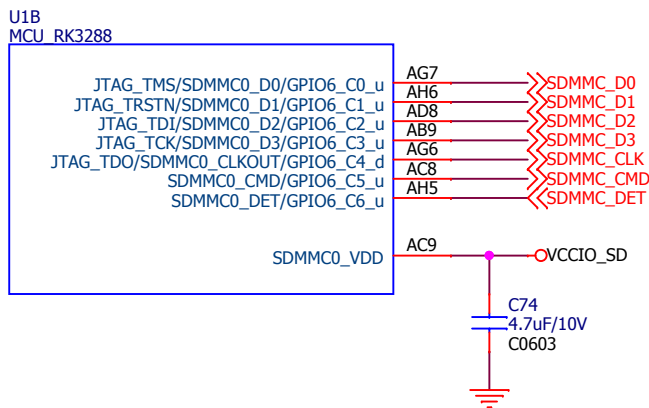 U1B
MCU_RK3288
JTAG_TMS/SDMMC0_D0/GPIO6_C0_u AG7 SDMMC_D0
JTAG_TRSTN/SDMMC0_D1/GPIO6_C1_u AH6 SDMMC_D1
JTAG_TDI/SDMMC0_D2/GPIO6_C2_u AD8 SDMMC_D2
JTAG_TCK/SDMMC0_D3/GPIO6_C3_u AB9 SDMMC_D3
JTAG_TDO/SDMMC0_CLKOUT/GPIO6_C4_d AG6 SDMMC_CLK
SDMMC0_CMD/GPIO6_C5_u AC8 SDMMC_CMD
SDMMC0_DET/GPIO6_C6_u AH5 SDMMC_DET
SDMMC0_VDD AC9 VCCIO_SD
C74
4.7uF/10V
C0603